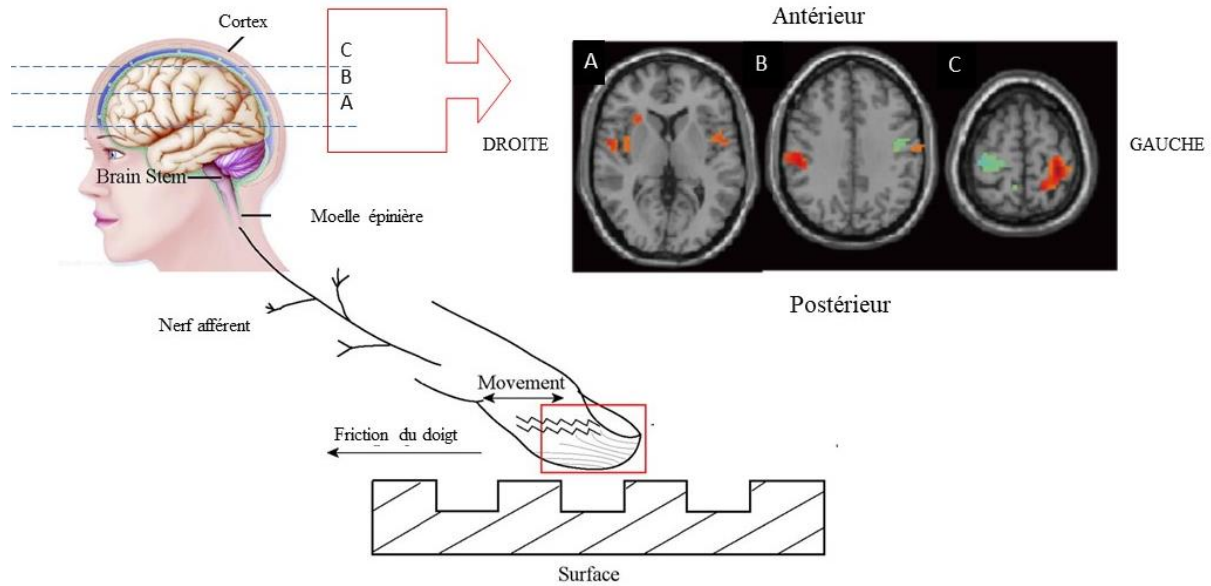 Cortex
C
B
A
Brain Stem
Moelle épinière
Nerf afférent
Antérieur
A
B
C
DROITE
GAUCHE
Postérieur
Movement
Friction du doigt
Surface